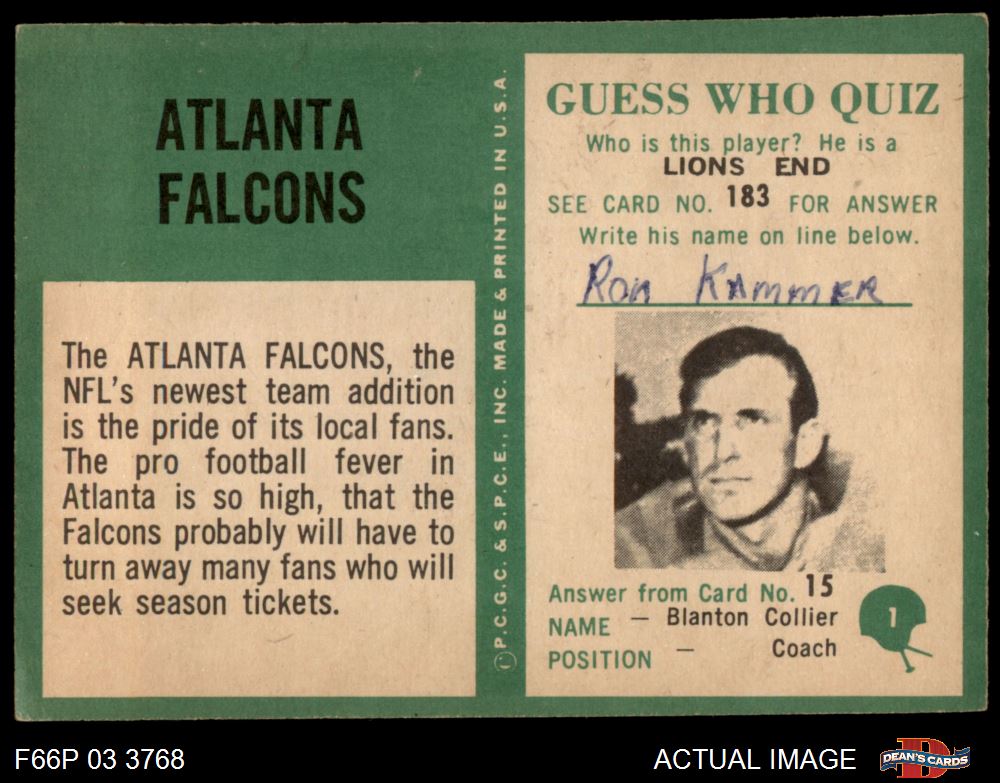 ATLANTA
FALCONS
The ATLANTA FALCONS, the
NFL's newest team addition
is the pride of its local fans.
The pro football fever in
Atlanta is so high, that the
Falcons probably will have to
turn away many fans who will
seek season tickets.
©P.C.G.C. & S.P.C.E., INC. MADE & PRINTED IN U.S.A.
GUESS WHO QUIZ
Who is this player? He is a
LIONS END
SEE CARD NO. 183 FOR ANSWER
Write his name on line below.
Ron Kammer
Answer from Card No. 15
NAME — Blanton Collier
POSITION — Coach
1
F66P 03 3768
ACTUAL IMAGE
D
DEAN'S CARDS